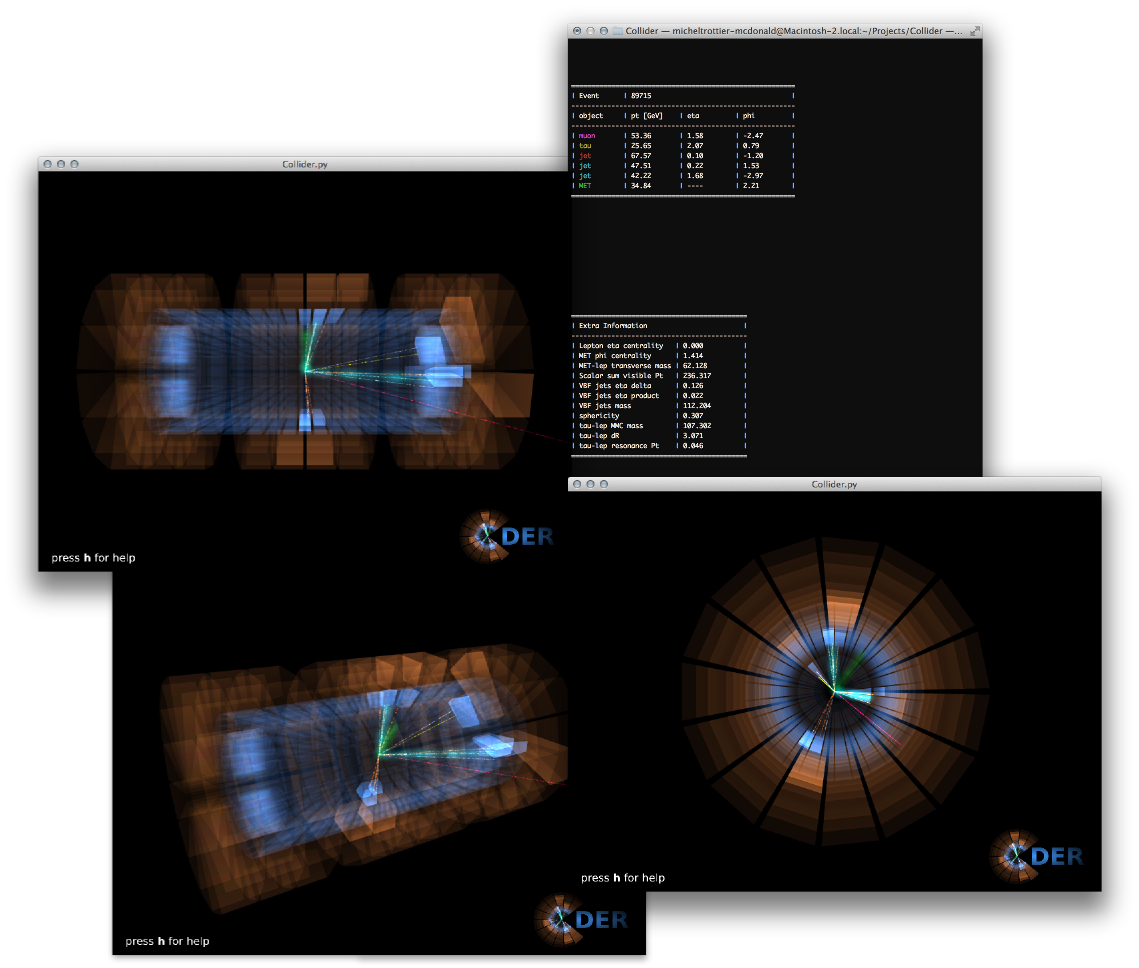 Collider — micheltrottier-mcdonald@Macintosh-2.local:~/Projects/Collider —...
| Event | 89715 |
| object | pt [GeV] | eta | phi |
| muon | 53.36 | 1.58 | -2.47 |
| tau | 25.65 | 2.07 | 0.79 |
| jet | 67.57 | 0.10 | -1.20 |
| jet | 47.51 | 0.22 | 1.53 |
| jet | 42.22 | 1.68 | -2.97 |
| MET | 34.84 | ---- | 2.21 |
| Extra Information |
| Lepton eta centrality | 0.000 |
| MET phi centrality | 1.414 |
| MET-lep transverse mass | 62.128 |
| Scalar sum visible Pt | 236.317 |
| VBF jets eta delta | 0.126 |
| VBF jets eta product | 0.022 |
| VBF jets mass | 112.204 |
| sphericity | 0.307 |
| tau-lep MMC mass | 107.302 |
| tau-lep dR | 3.071 |
| tau-lep resonance Pt | 0.046 |
Collider.py
press h for help
CDER
Collider.py
press h for help
CDER
press h for help
CDER